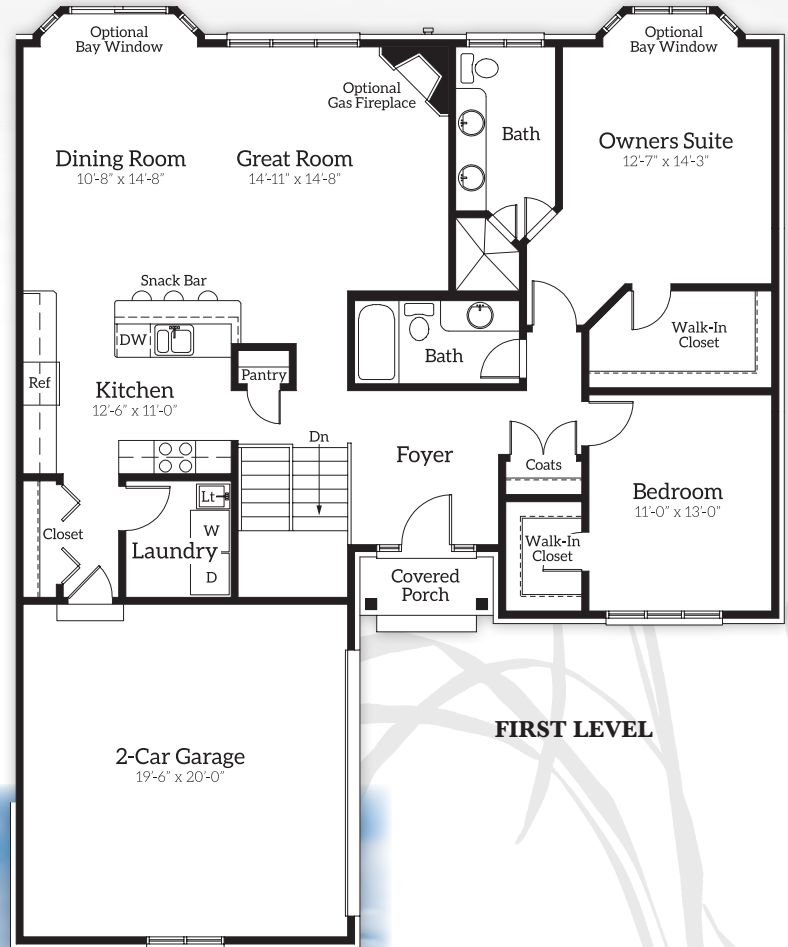 Optional
Bay Window
Optional
Bay Window
Optional
Gas Fireplace
Bath
Owners Suite
12'-7" x 14'-3"
Dining Room
10'-8" x 14'-8"
Great Room
14'-11" x 14'-8"
Snack Bar
DW
Walk-In
Closet
Bath
Ref
Pantry
Kitchen
12'-6" x 11'-0"
Dn
Foyer
Coats
Bedroom
11'-0" x 13'-0"
Lt
W
Closet
Laundry
D
Walk-In
Closet
Covered
Porch
FIRST LEVEL
2-Car Garage
19'-6" x 20'-0"